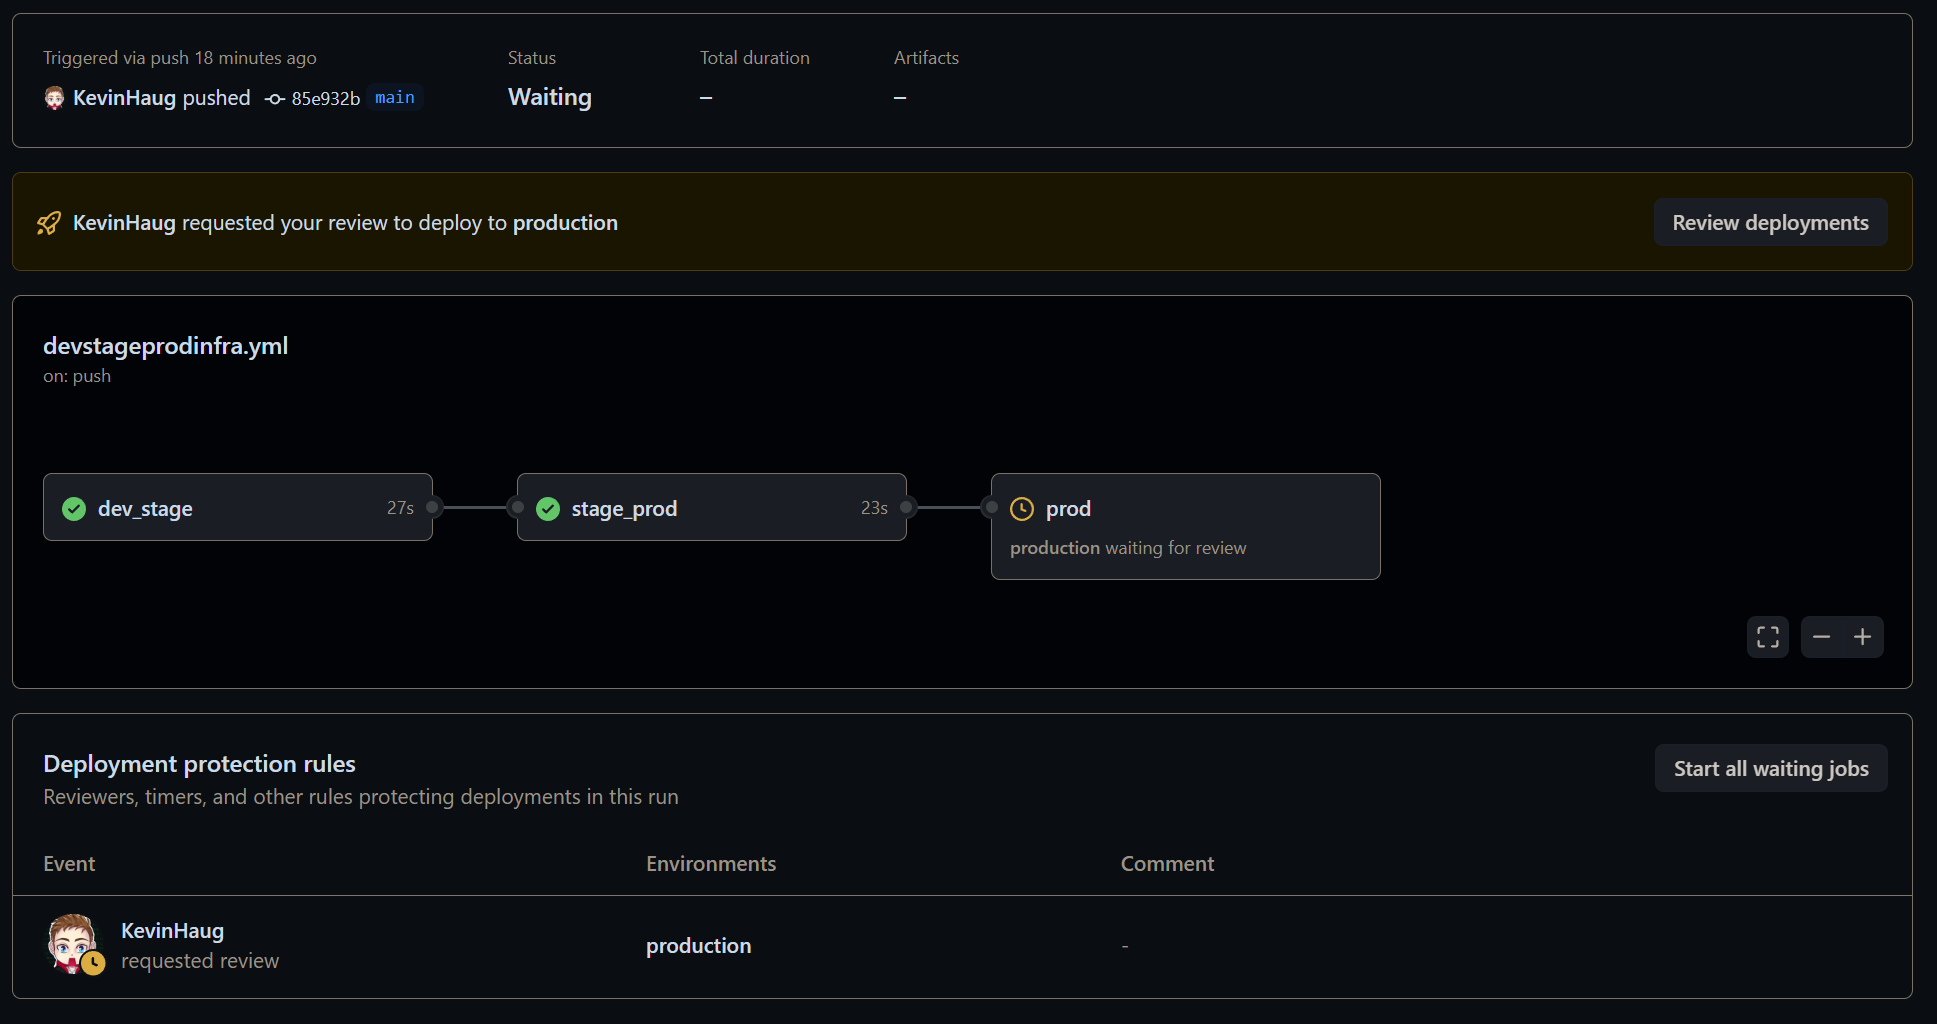 Triggered via push 18 minutes ago
KevinHaug pushed 85e932b main
Status
Waiting
Total duration
–
Artifacts
–
KevinHaug requested your review to deploy to production
Review deployments
devstageprodinfra.yml
on: push
dev_stage 27s
stage_prod 23s
prod
production waiting for review
Deployment protection rules
Reviewers, timers, and other rules protecting deployments in this run
Start all waiting jobs
Event Environments Comment
KevinHaug
requested review
production
-